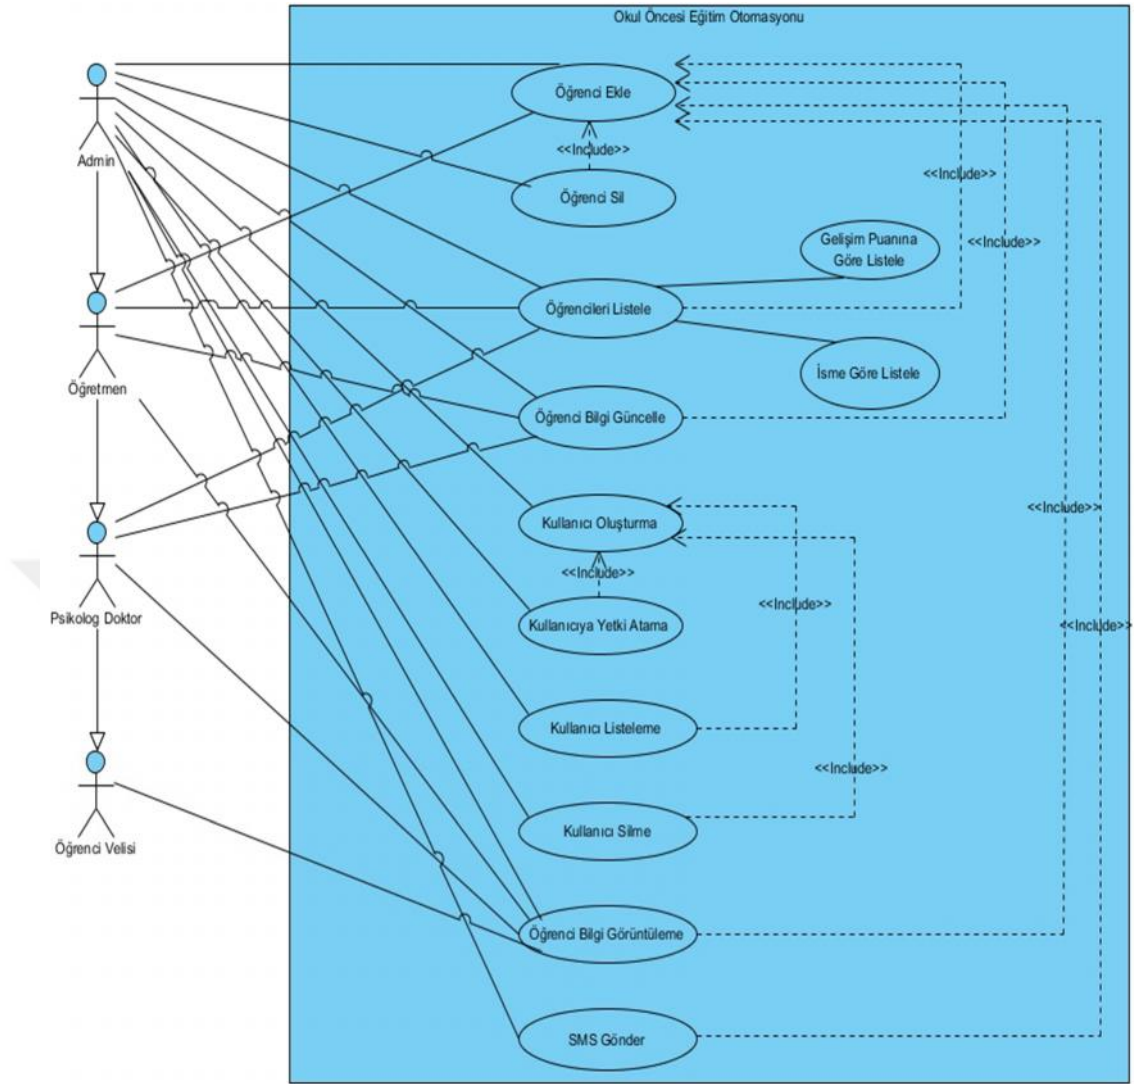 Okul Öncesi Eğitim Otomasyonu
Öğrenci Ekle
Admin
<<Include>>
<<Include>>
Öğrenci Sil
Gelişim Puanına
Göre Listele
<<Include>>
Öğrencileri Listele
İsme Göre Listele
Öğretmen
Öğrenci Bilgi Güncelle
<<Include>>
Kullanıcı Oluşturma
<<Include>>
<<Include>>
Psikolog Doktor
Kullanıcıya Yetki Atama
<<Include>>
Kullanıcı Listeleme
<<Include>>
Kullanıcı Silme
Öğrenci Velisi
Öğrenci Bilgi Görüntüleme
SMS Gönder